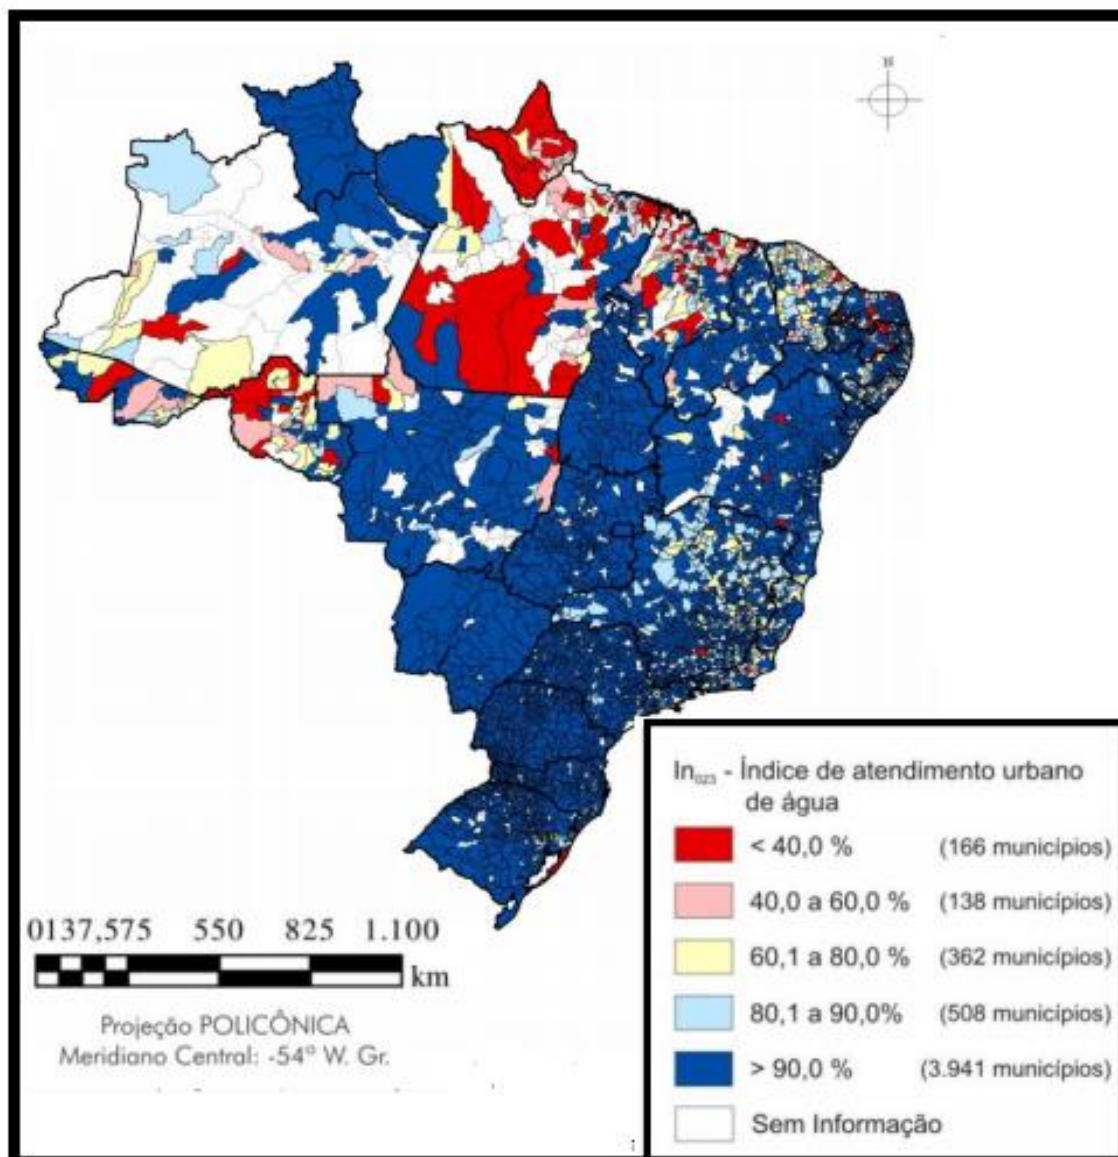 N
In023 - Índice de atendimento urbano
de água
< 40,0 % (166 municípios)
40,0 a 60,0 % (138 municípios)
60,1 a 80,0 % (362 municípios)
80,1 a 90,0% (508 municípios)
> 90,0 % (3.941 municípios)
Sem Informação
0137,575 550 825 1.100
km
Projeção POLICÔNICA
Meridiano Central: -54º W. Gr.